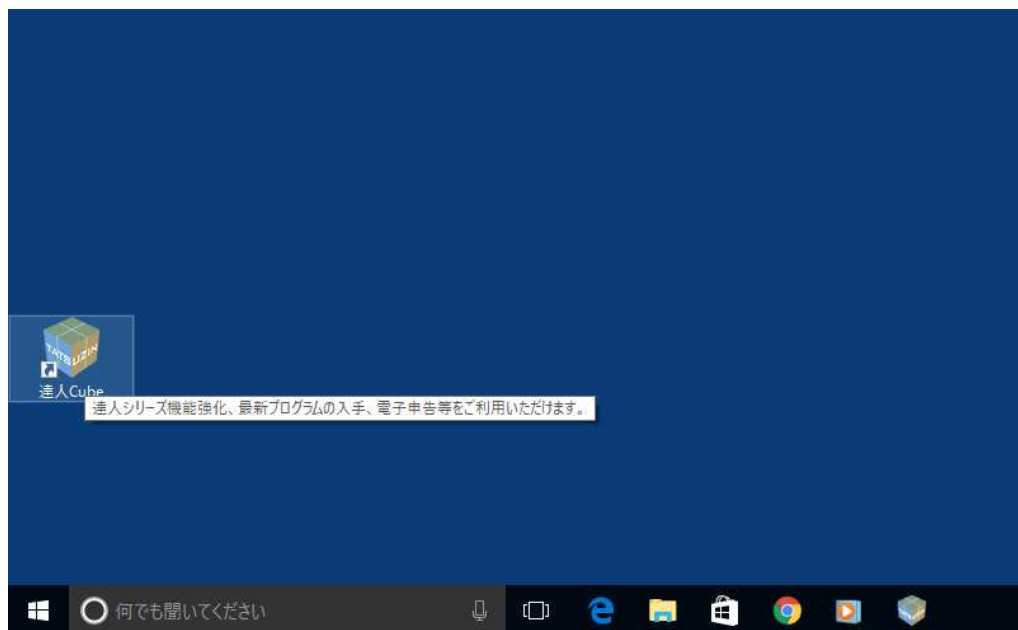 TATSUZIN
達人Cube
達人シリーズ機能強化、最新プログラムの入手、電子申告等をご利用いただけます。
何でも聞いてください